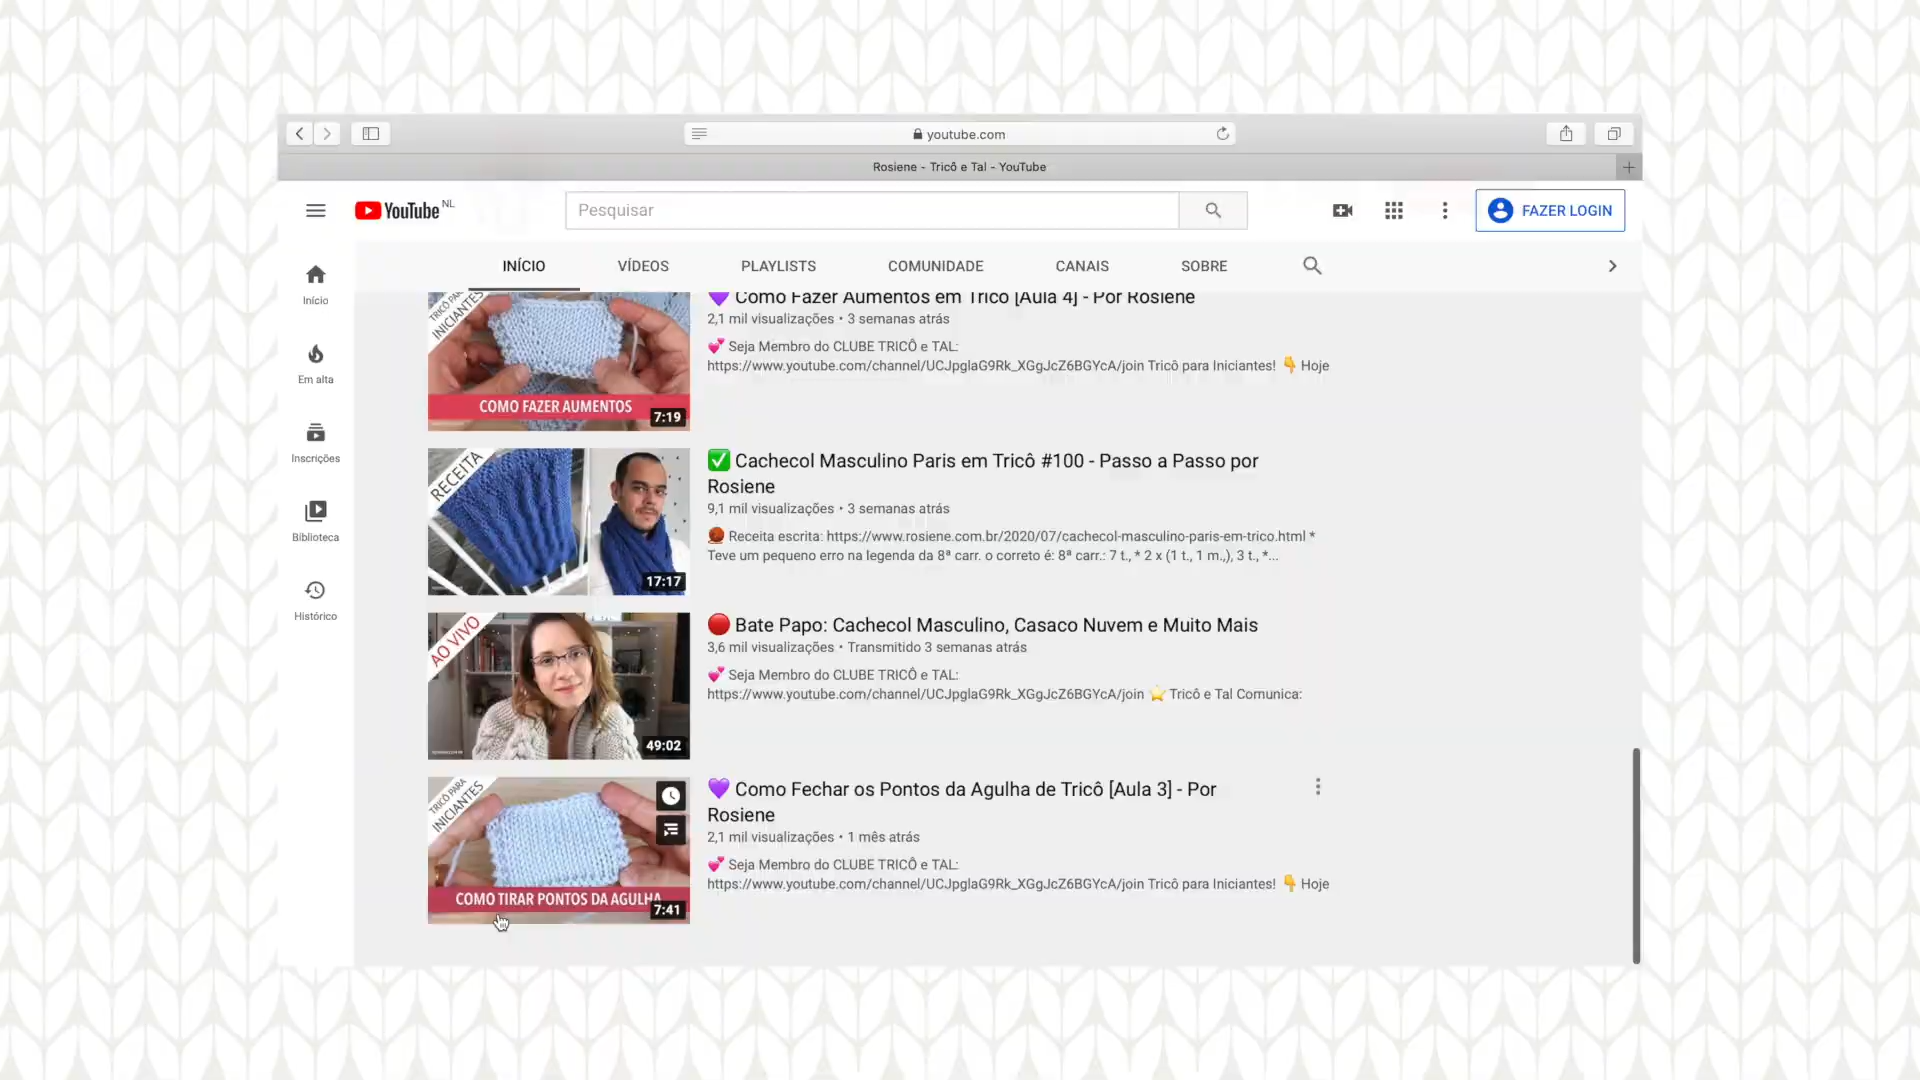 youtube.com
Rosiene - Tricô e Tal - YouTube
YouTube NL
Pesquisar
FAZER LOGIN
INÍCIO
VÍDEOS
PLAYLISTS
COMUNIDADE
CANAIS
SOBRE
Início
Em alta
Inscrições
Biblioteca
Histórico
TRICÔ PARA
INICIANTES
COMO FAZER AUMENTOS
7:19
💜 Como Fazer Aumentos em Tricô [Aula 4] - Por Rosiene
2,1 mil visualizações • 3 semanas atrás
💕 Seja Membro do CLUBE TRICÔ e TAL:
https://www.youtube.com/channel/UCJpglaG9Rk_XGgJcZ6BGYcA/join Tricô para Iniciantes! 👇 Hoje
RECEITA
17:17
✅ Cachecol Masculino Paris em Tricô #100 - Passo a Passo por
Rosiene
9,1 mil visualizações • 3 semanas atrás
🧶 Receita escrita: https://www.rosiene.com.br/2020/07/cachecol-masculino-paris-em-trico.html *
Teve um pequeno erro na legenda da 8ª carr. o correto é: 8ª carr.: 7 t., * 2 x (1 t., 1 m.,), 3 t., *...
AO VIVO
49:02
🔴 Bate Papo: Cachecol Masculino, Casaco Nuvem e Muito Mais
3,6 mil visualizações • Transmitido 3 semanas atrás
💕 Seja Membro do CLUBE TRICÔ e TAL:
https://www.youtube.com/channel/UCJpglaG9Rk_XGgJcZ6BGYcA/join ⭐ Tricô e Tal Comunica:
TRICÔ PARA
INICIANTES
COMO TIRAR PONTOS DA AGULHA
7:41
💜 Como Fechar os Pontos da Agulha de Tricô [Aula 3] - Por
Rosiene
2,1 mil visualizações • 1 mês atrás
💕 Seja Membro do CLUBE TRICÔ e TAL:
https://www.youtube.com/channel/UCJpglaG9Rk_XGgJcZ6BGYcA/join Tricô para Iniciantes! 👇 Hoje